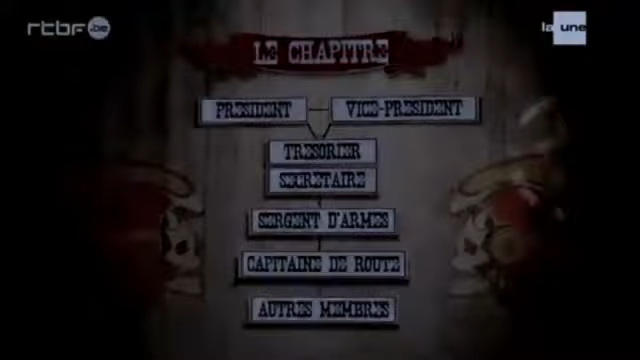 rtbf.be
la une
LE CHAPITRE
PRESIDENT
VICE-PRESIDENT
TRESORIER
SECRETAIRE
SERGENT D'ARMES
CAPITAINE DE ROUTE
AUTRES MEMBRES